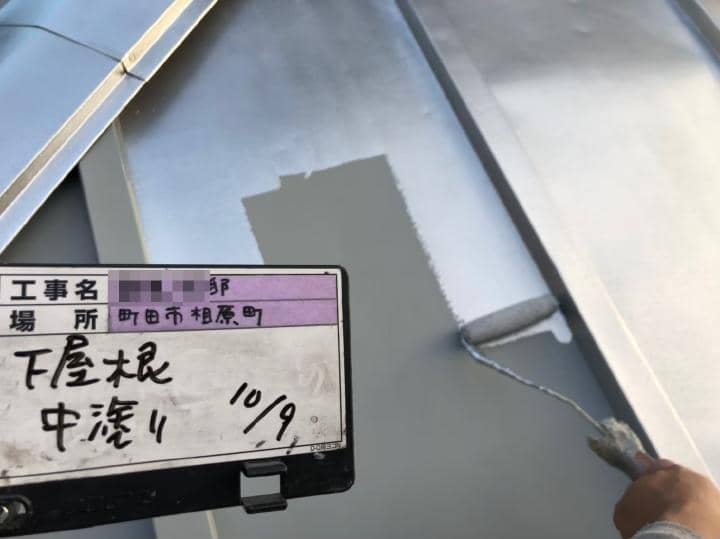 工事名 邸
場所 町田市相原町
下屋根
中塗り 10/9